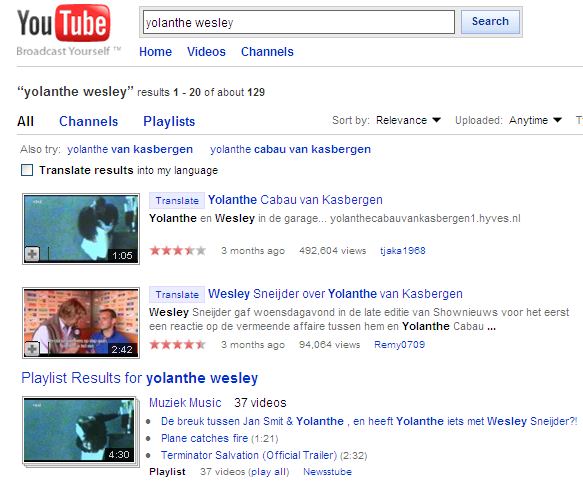 YouTube
Broadcast Yourself ™
yolanthe wesley
Search
Home Videos Channels
“yolanthe wesley” results 1 - 20 of about 129
All Channels Playlists Sort by: Relevance Uploaded: Anytime Ty
Also try: yolanthe van kasbergen yolanthe cabau van kasbergen
Translate results into my language
Translate Yolanthe Cabau van Kasbergen
Yolanthe en Wesley in de garage... yolanthecabauvankasbergen1.hyves.nl
1:05
3 months ago 492,604 views tjaka1968
Translate Wesley Sneijder over Yolanthe van Kasbergen
Wesley Sneijder gaf woensdagavond in de late editie van Shownieuws voor het eerst
een reactie op de vermeende affaire tussen hem en Yolanthe Cabau ...
2:42
3 months ago 94,064 views Remy0709
Playlist Results for yolanthe wesley
Muziek Music 37 videos
De breuk tussen Jan Smit & Yolanthe , en heeft Yolanthe iets met Wesley Sneijder?!
Plane catches fire (1:21)
Terminator Salvation (Official Trailer) (2:32)
4:30
Playlist 37 videos (play all) Newsstube